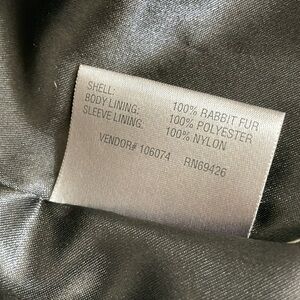 SHELL: 100% RABBIT FUR
BODY LINING: 100% POLYESTER
SLEEVE LINING: 100% NYLON
VENDOR# 106074 RN69426